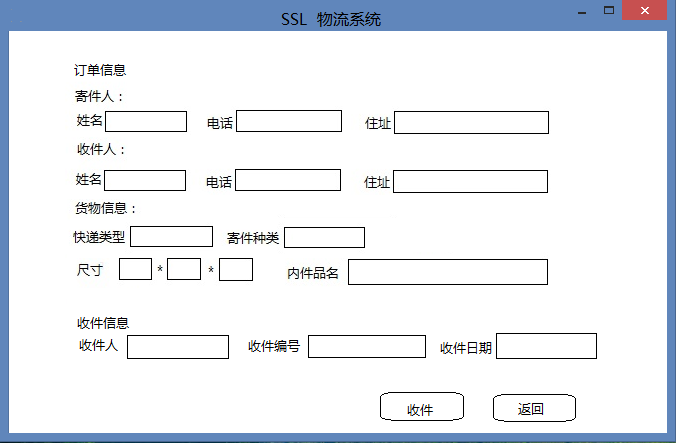 SSL 物流系统
订单信息
寄件人：
姓名 电话 住址
收件人：
姓名 电话 住址
货物信息：
快递类型 寄件种类
尺寸 * * 内件品名
收件信息
收件人 收件编号 收件日期
收件 返回